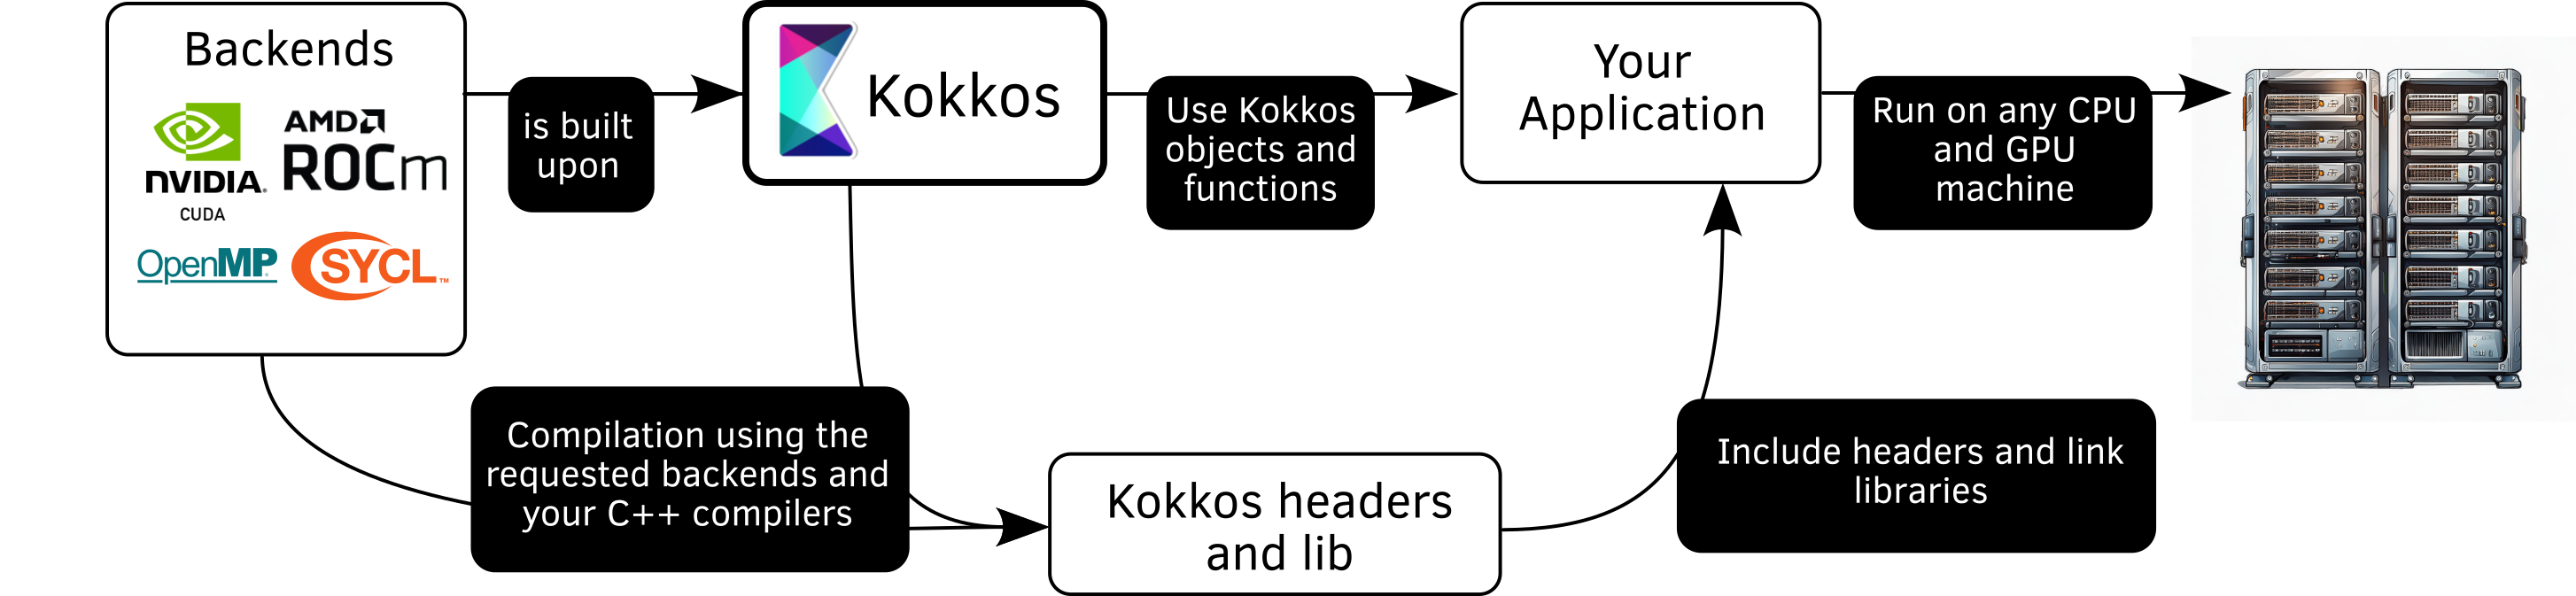 Backends
NVIDIA.
CUDA
AMD
ROCm
OpenMP
SYCL™
is built
upon
Kokkos
Use Kokkos
objects and
functions
Your
Application
Run on any CPU
and GPU
machine
Compilation using the
requested backends and
your C++ compilers
Kokkos headers
and lib
Include headers and link
libraries